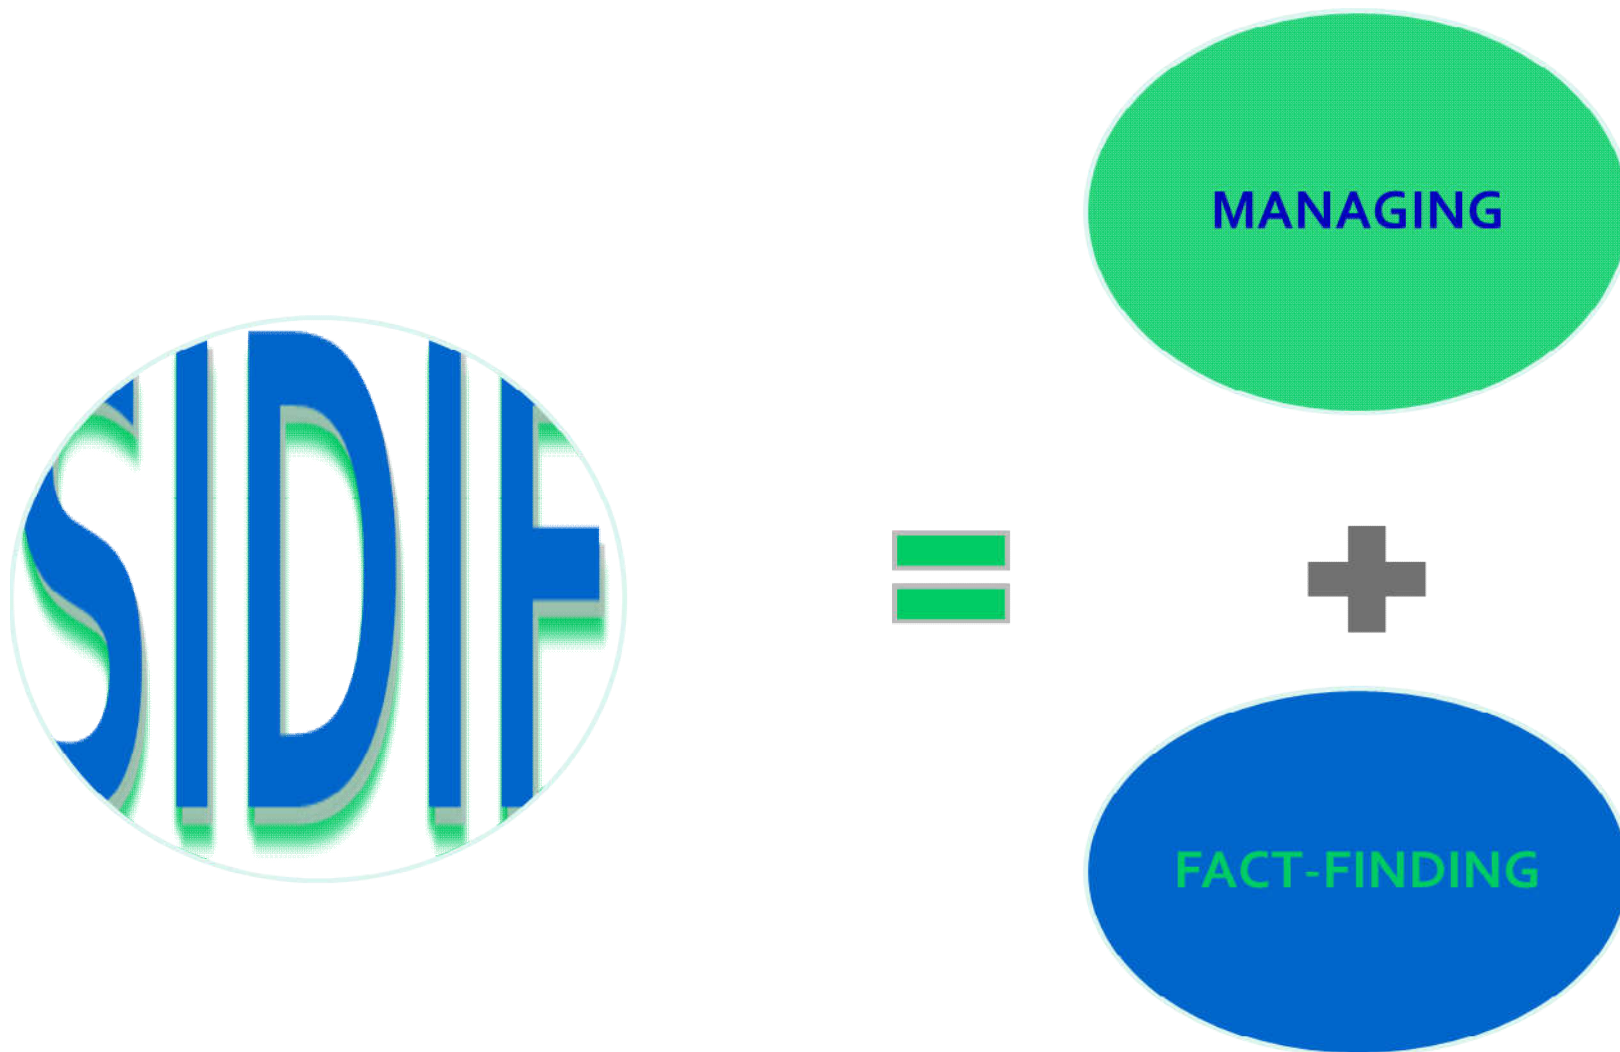 SIDIF
=
MANAGING
+
FACT-FINDING